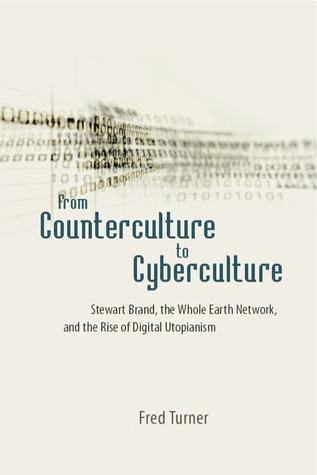 from
Counterculture
to
Cyberculture
Stewart Brand, the Whole Earth Network,
and the Rise of Digital Utopianism
Fred Turner